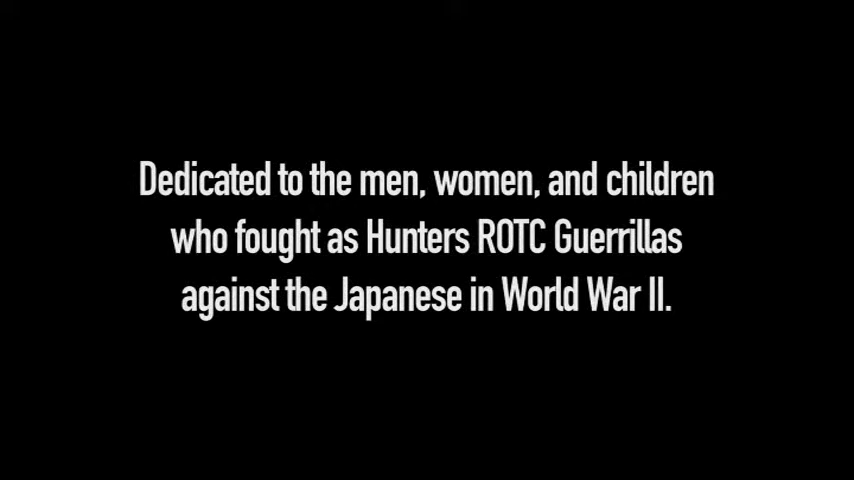 Dedicated to the men, women, and children
who fought as Hunters ROTC Guerrillas
against the Japanese in World War II.